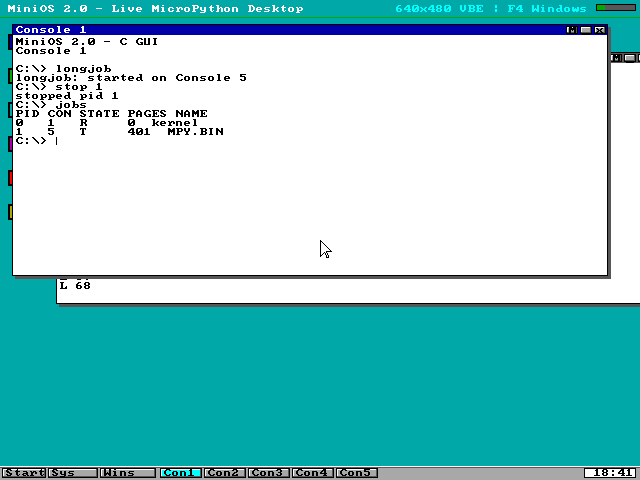 MiniOS 2.0 - Live MicroPython Desktop
640x480 VBE | F4 Windows
Console 1
M
MiniOS 2.0 - C GUI
Console 1
C:\> longjob
longjob: started on Console 5
C:\> stop 1
stopped pid 1
C:\> jobs
PID CON STATE PAGES NAME
0 1 R 0 kernel
1 5 T 401 MPY.BIN
C:\>
M
L 68
Start Sys Wins Con1 Con2 Con3 Con4 Con5 18:41